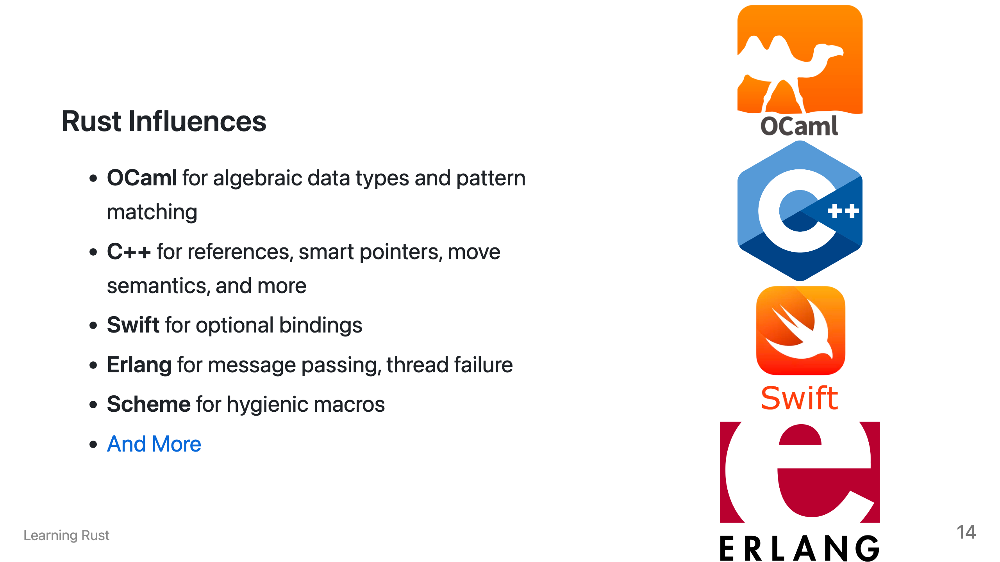 Rust Influences
• OCaml for algebraic data types and pattern
matching
• C++ for references, smart pointers, move
semantics, and more
• Swift for optional bindings
• Erlang for message passing, thread failure
• Scheme for hygienic macros
• And More
OCaml
C++
Swift
e
ERLANG
Learning Rust
14